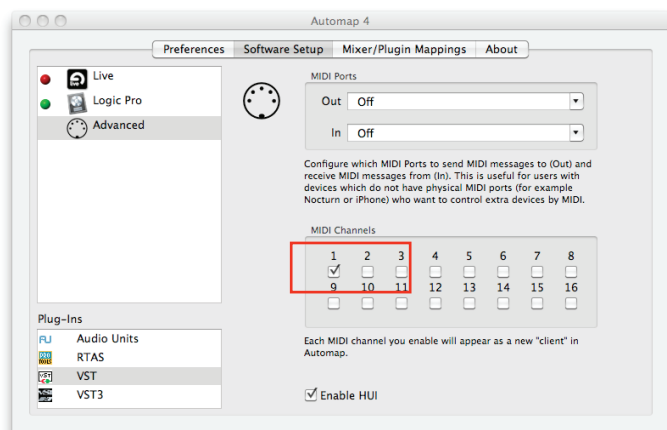 Automap 4
Preferences Software Setup Mixer/Plugin Mappings About
Live
Logic Pro
Advanced
MIDI Ports
Out Off
In Off
Configure which MIDI Ports to send MIDI messages to (Out) and
receive MIDI messages from (In). This is useful for users with
devices which do not have physical MIDI ports (for example
Nocturn or iPhone) who want to control extra devices by MIDI.
MIDI Channels
1 2 3 4 5 6 7 8
9 10 11 12 13 14 15 16
Each MIDI channel you enable will appear as a new "client" in
Automap.
Enable HUI
Plug-Ins
Audio Units
RTAS
VST
VST3